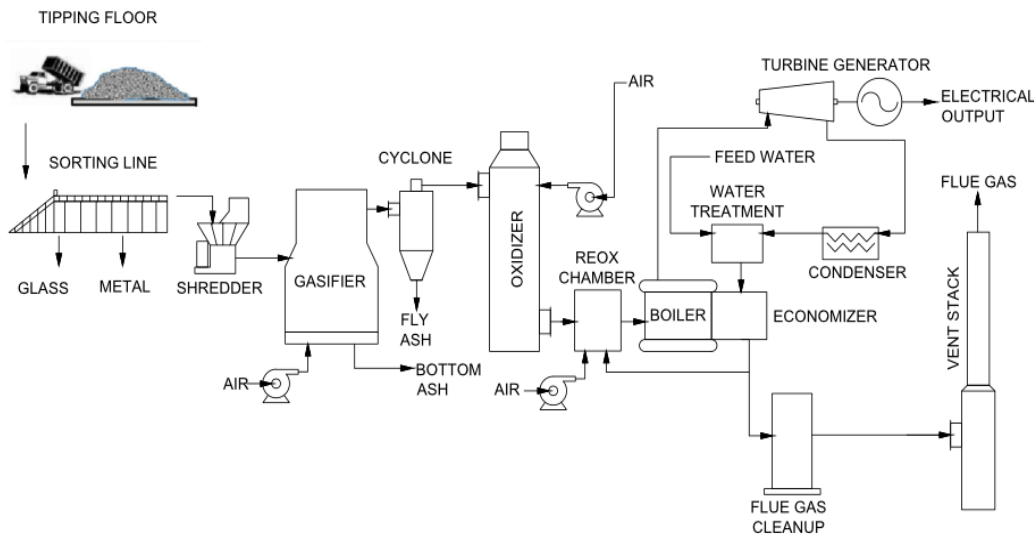 TIPPING FLOOR
SORTING LINE
GLASS
METAL
SHREDDER
GASIFIER
AIR
BOTTOM
ASH
CYCLONE
FLY
ASH
OXIDIZER
AIR
REOX
CHAMBER
AIR
BOILER
ECONOMIZER
FEED WATER
WATER
TREATMENT
CONDENSER
TURBINE GENERATOR
ELECTRICAL
OUTPUT
FLUE GAS
CLEANUP
VENT STACK
FLUE GAS